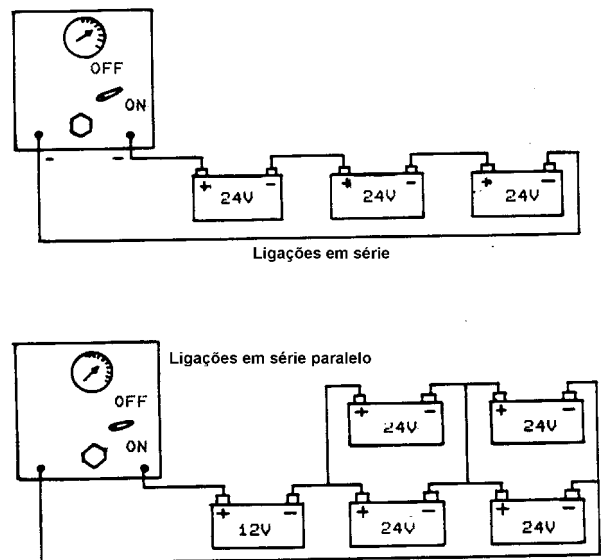 OFF
ON
- -
+ - + - + -
24V 24V 24V
Ligações em série
Ligações em série paralelo
OFF
ON
+ - + -
24V 24V
+ - + - + -
12V 24V 24V